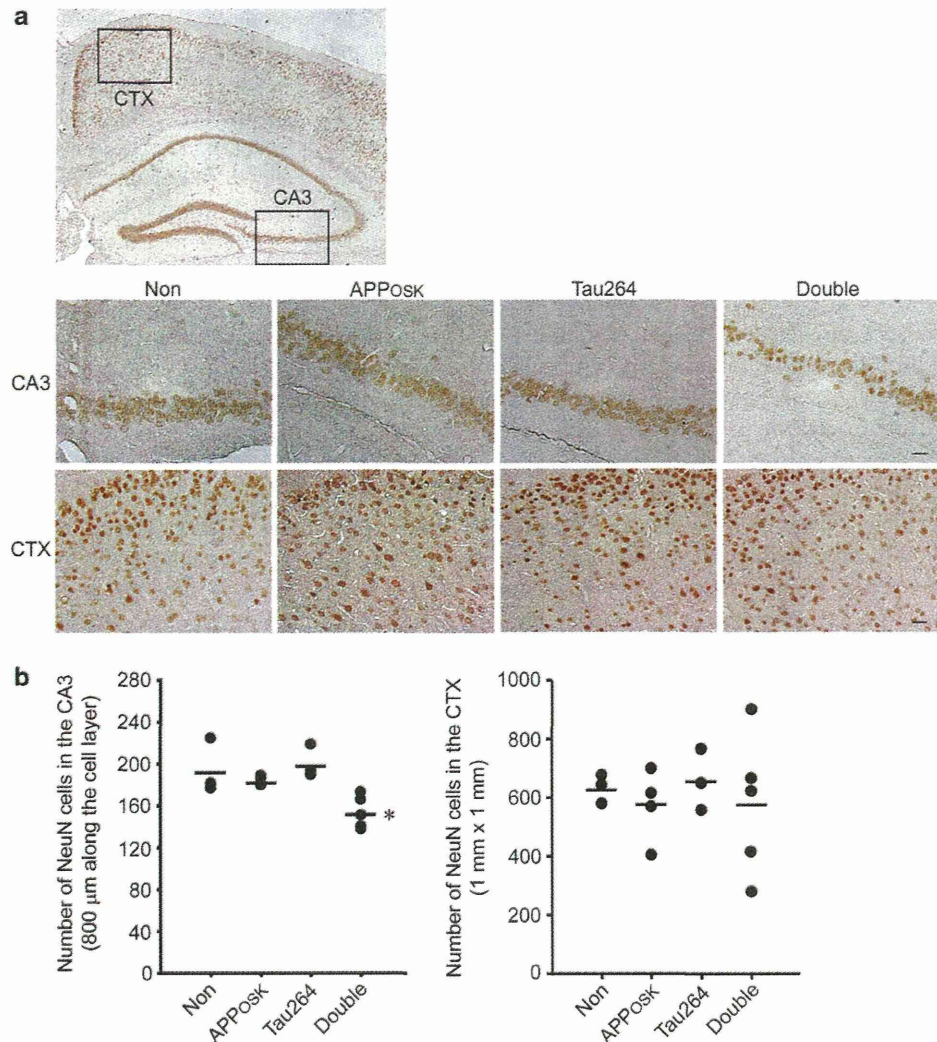 a
CTX
CA3
Non APPOSK Tau264 Double
CA3
CTX
b
Number of NeuN cells in the CA3
(800 μm along the cell layer)
280
240
200
160
120
80
40
0
*
Non APPOSK Tau264 Double
Number of NeuN cells in the CTX
(1 mm x 1 mm)
1000
800
600
400
200
0
Non APPOSK Tau264 Double